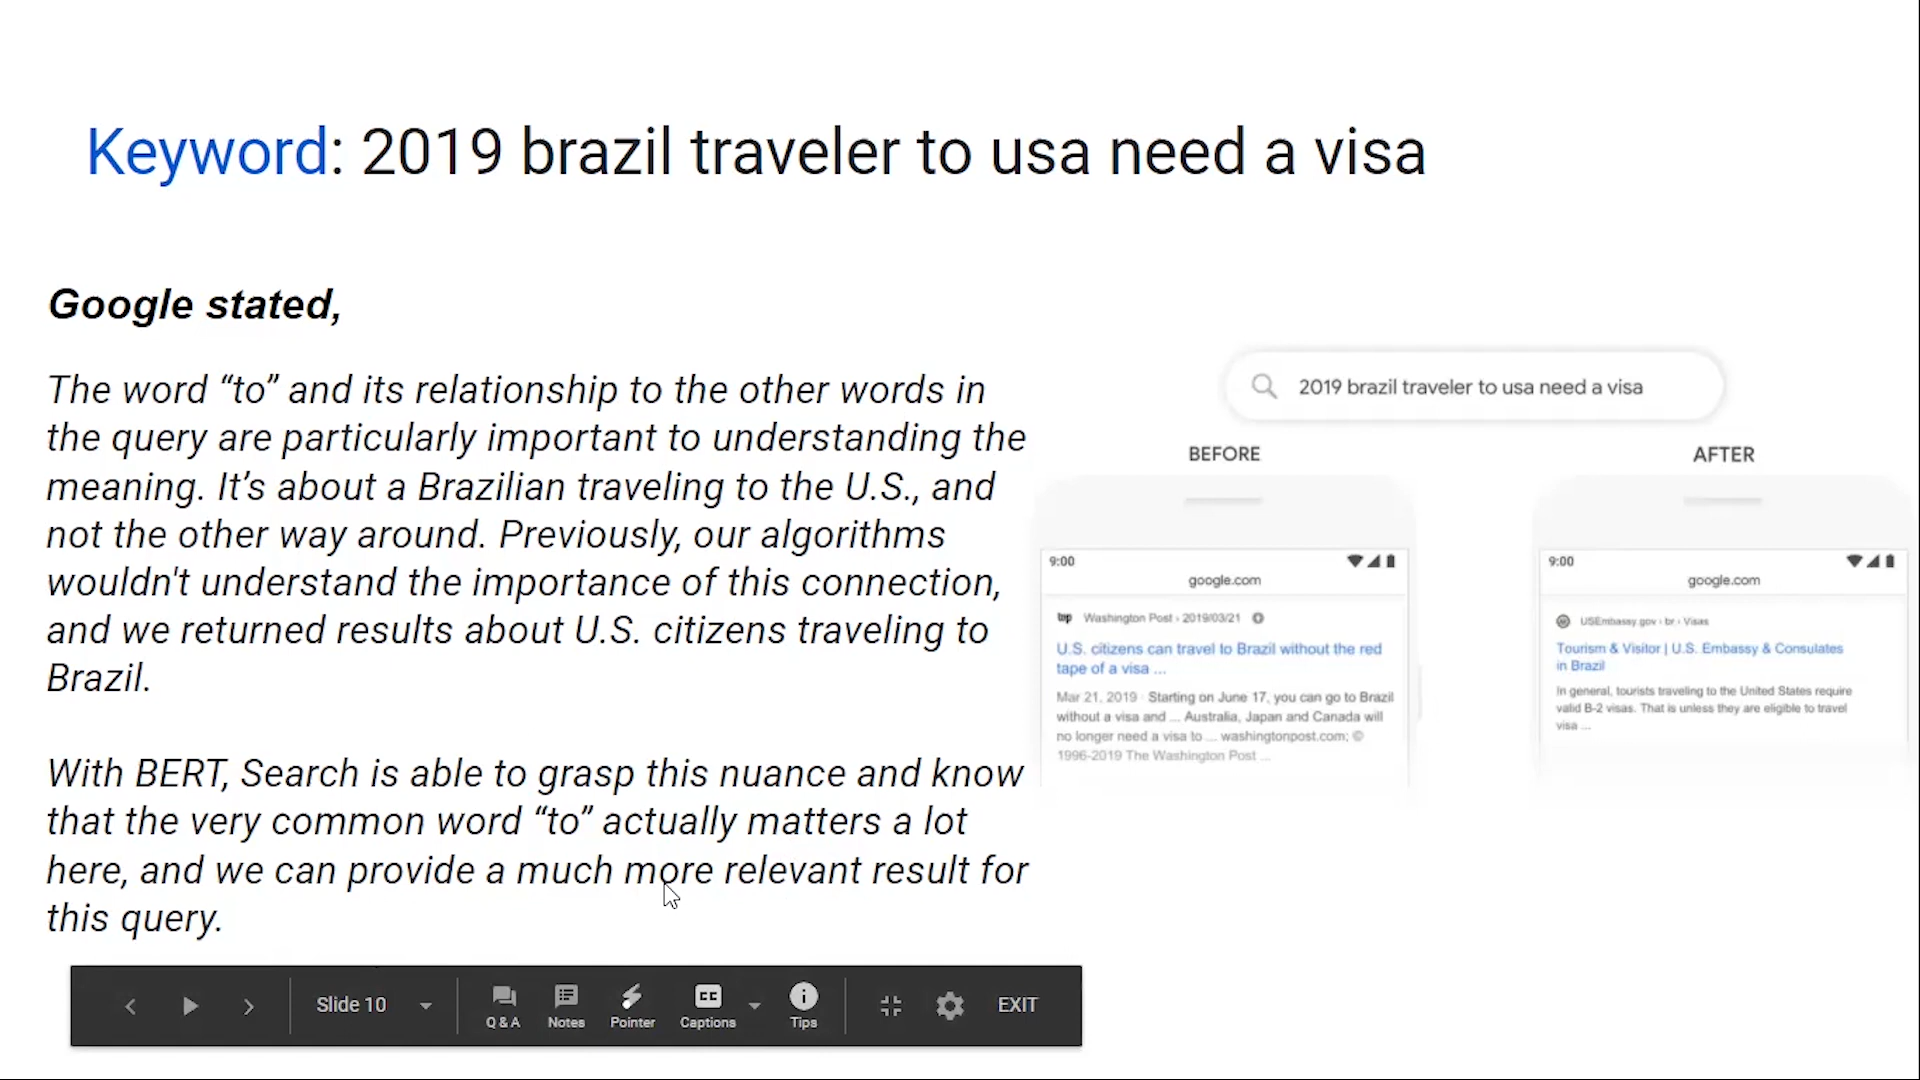 Keyword: 2019 brazil traveler to usa need a visa
Google stated,
The word “to” and its relationship to the other words in
the query are particularly important to understanding the
meaning. It’s about a Brazilian traveling to the U.S., and
not the other way around. Previously, our algorithms
wouldn't understand the importance of this connection,
and we returned results about U.S. citizens traveling to
Brazil.
With BERT, Search is able to grasp this nuance and know
that the very common word “to” actually matters a lot
here, and we can provide a much more relevant result for
this query.
2019 brazil traveler to usa need a visa
BEFORE
9:00
google.com
wp Washington Post › 2019/03/21
U.S. citizens can travel to Brazil without the red
tape of a visa ...
Mar 21, 2019 · Starting on June 17, you can go to Brazil
without a visa and ... Australia, Japan and Canada will
no longer need a visa to ... washingtonpost.com; ©
1996-2019 The Washington Post ...
AFTER
9:00
google.com
USEmbassy.gov › br › Visas
Tourism & Visitor | U.S. Embassy & Consulates
in Brazil
In general, tourists traveling to the United States require
valid B-2 visas. That is unless they are eligible to travel
visa ...
Slide 10
Q & A
Notes
Pointer
CC
Captions
Tips
EXIT